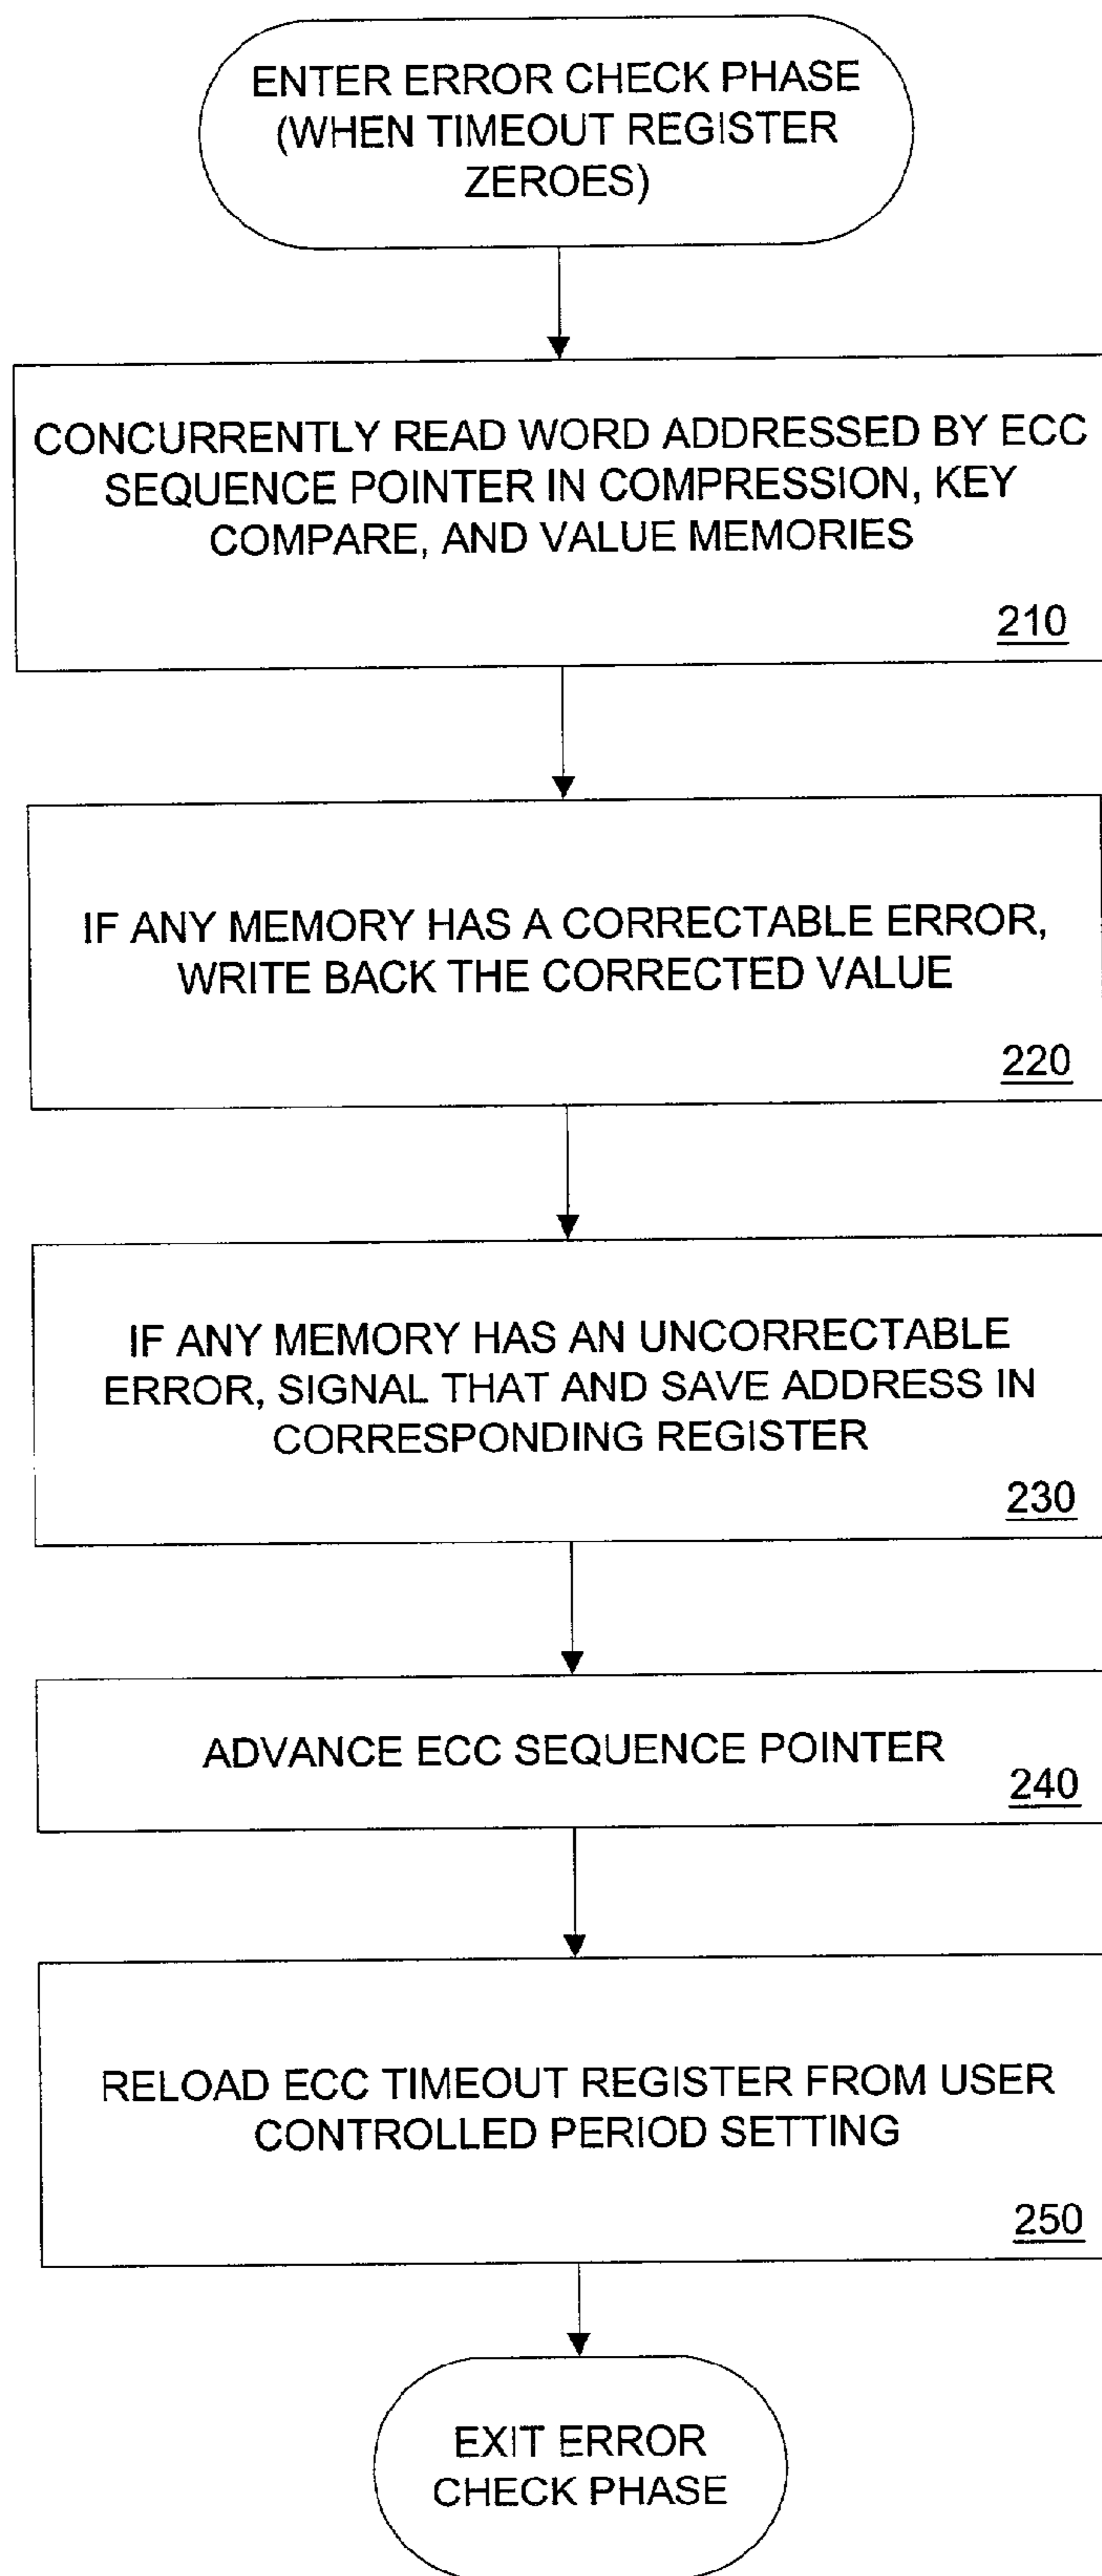 ENTER ERROR CHECK PHASE
(WHEN TIMEOUT REGISTER
ZEROES)
CONCURRENTLY READ WORD ADDRESSED BY ECC
SEQUENCE POINTER IN COMPRESSION, KEY
COMPARE, AND VALUE MEMORIES
210
IF ANY MEMORY HAS A CORRECTABLE ERROR,
WRITE BACK THE CORRECTED VALUE
220
IF ANY MEMORY HAS AN UNCORRECTABLE
ERROR, SIGNAL THAT AND SAVE ADDRESS IN
CORRESPONDING REGISTER
230
ADVANCE ECC SEQUENCE POINTER
240
RELOAD ECC TIMEOUT REGISTER FROM USER
CONTROLLED PERIOD SETTING
250
EXIT ERROR
CHECK PHASE